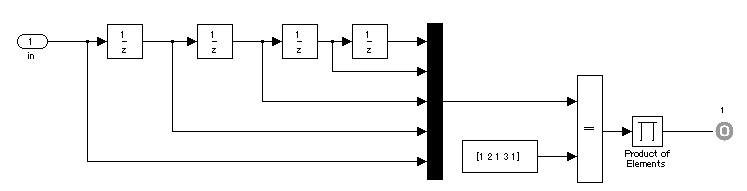 1
in
1
z
1
z
1
z
1
z
[1 2 1 3 1]
=
∏
Product of
Elements
1
0